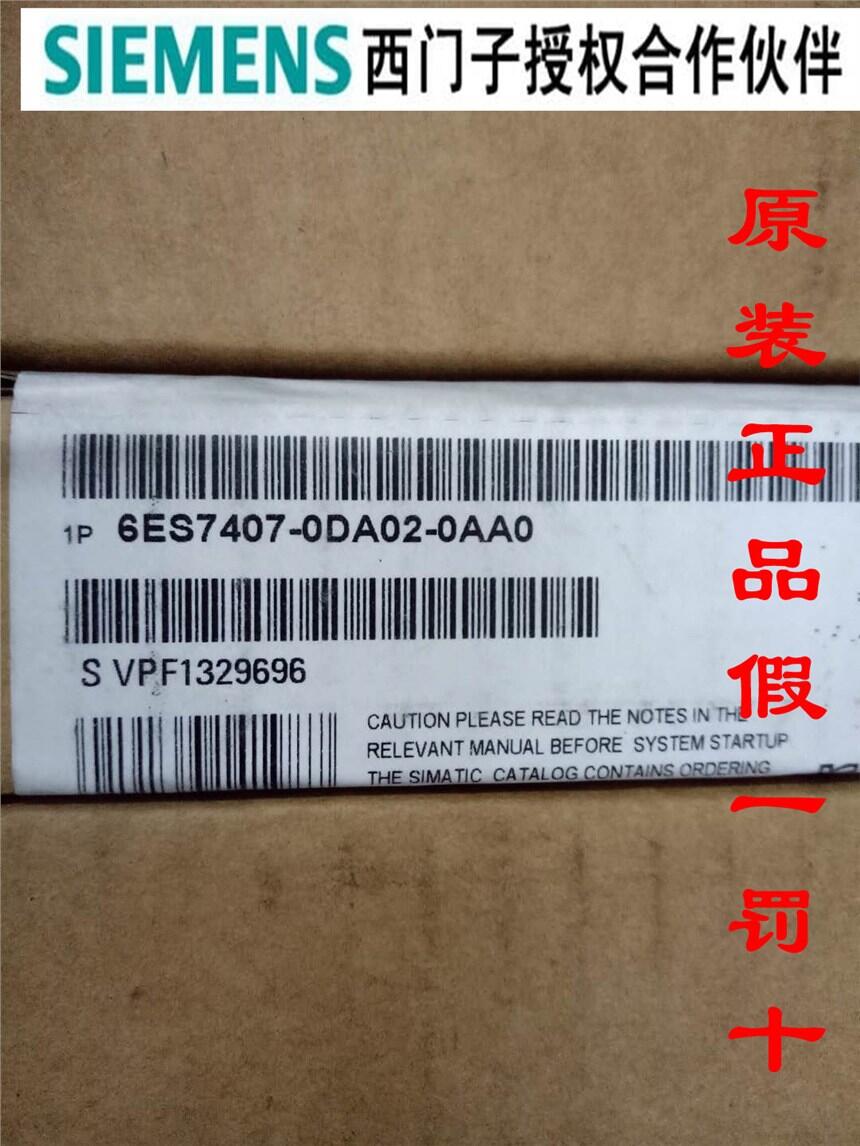 SIEMENS 西门子授权合作伙伴
原装正品假一罚十
1P 6ES7407-0DA02-0AA0
S VPF1329696
CAUTION PLEASE READ THE NOTES IN THE
RELEVANT MANUAL BEFORE SYSTEM STARTUP
THE SIMATIC CATALOG CONTAINS ORDERING